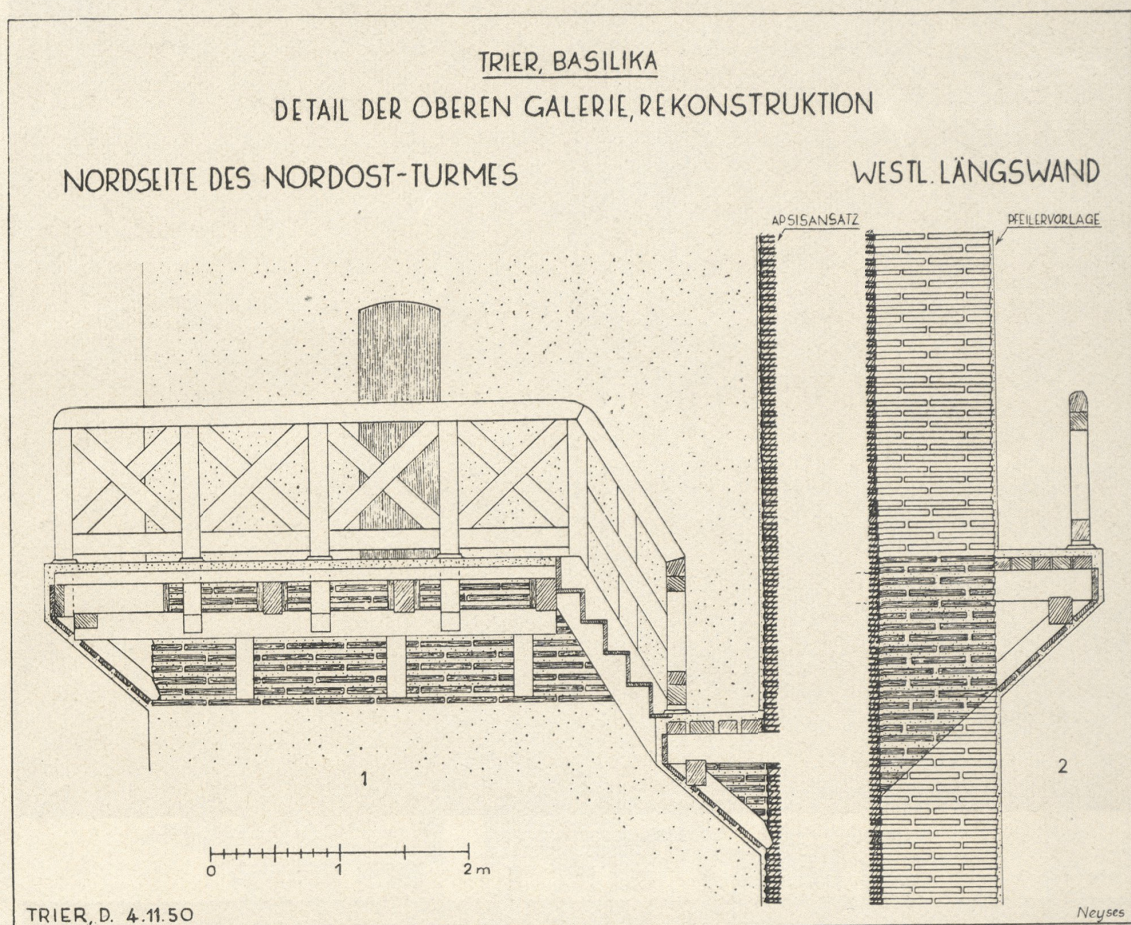 TRIER, BASILIKA
DETAIL DER OBEREN GALERIE, REKONSTRUKTION
NORDSEITE DES NORDOST-TURMES
WESTL. LÄNGSWAND
APSISANSATZ
PFEILERVORLAGE
1
2
0 1 2 m
TRIER, D. 4.11.50
Neyses